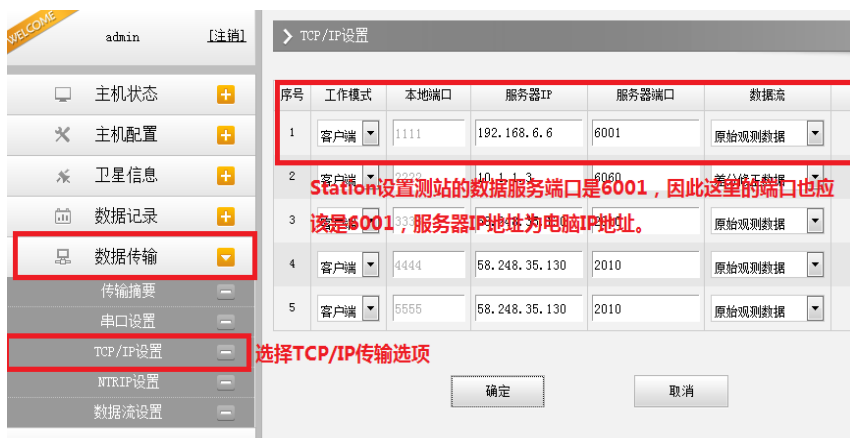 WELCOME
admin
[注销]
TCP/IP设置
主机状态
主机配置
卫星信息
数据记录
数据传输
传输摘要
串口设置
TCP/IP设置
NTRIP设置
数据流设置
序号 工作模式 本地端口 服务器IP 服务器端口 数据流
1 客户端 1111 192.168.6.6 6001 原始观测数据
2 客户端 2222 10.1.1.3 6060 差分修正数据
Station设置测站的数据服务端口是6001，因此这里的端口也应
该是6001，服务器IP地址为电脑IP地址。
3 客户端 原始观测数据
4 客户端 4444 58.248.35.130 2010 原始观测数据
5 客户端 5555 58.248.35.130 2010 原始观测数据
选择TCP/IP传输选项
确定 取消